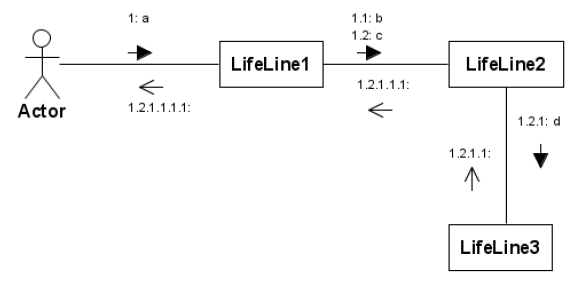 1: a
1.1: b
1.2: c
LifeLine1
LifeLine2
1.2.1.1.1.1:
1.2.1.1.1:
Actor
1.2.1: d
1.2.1.1:
LifeLine3